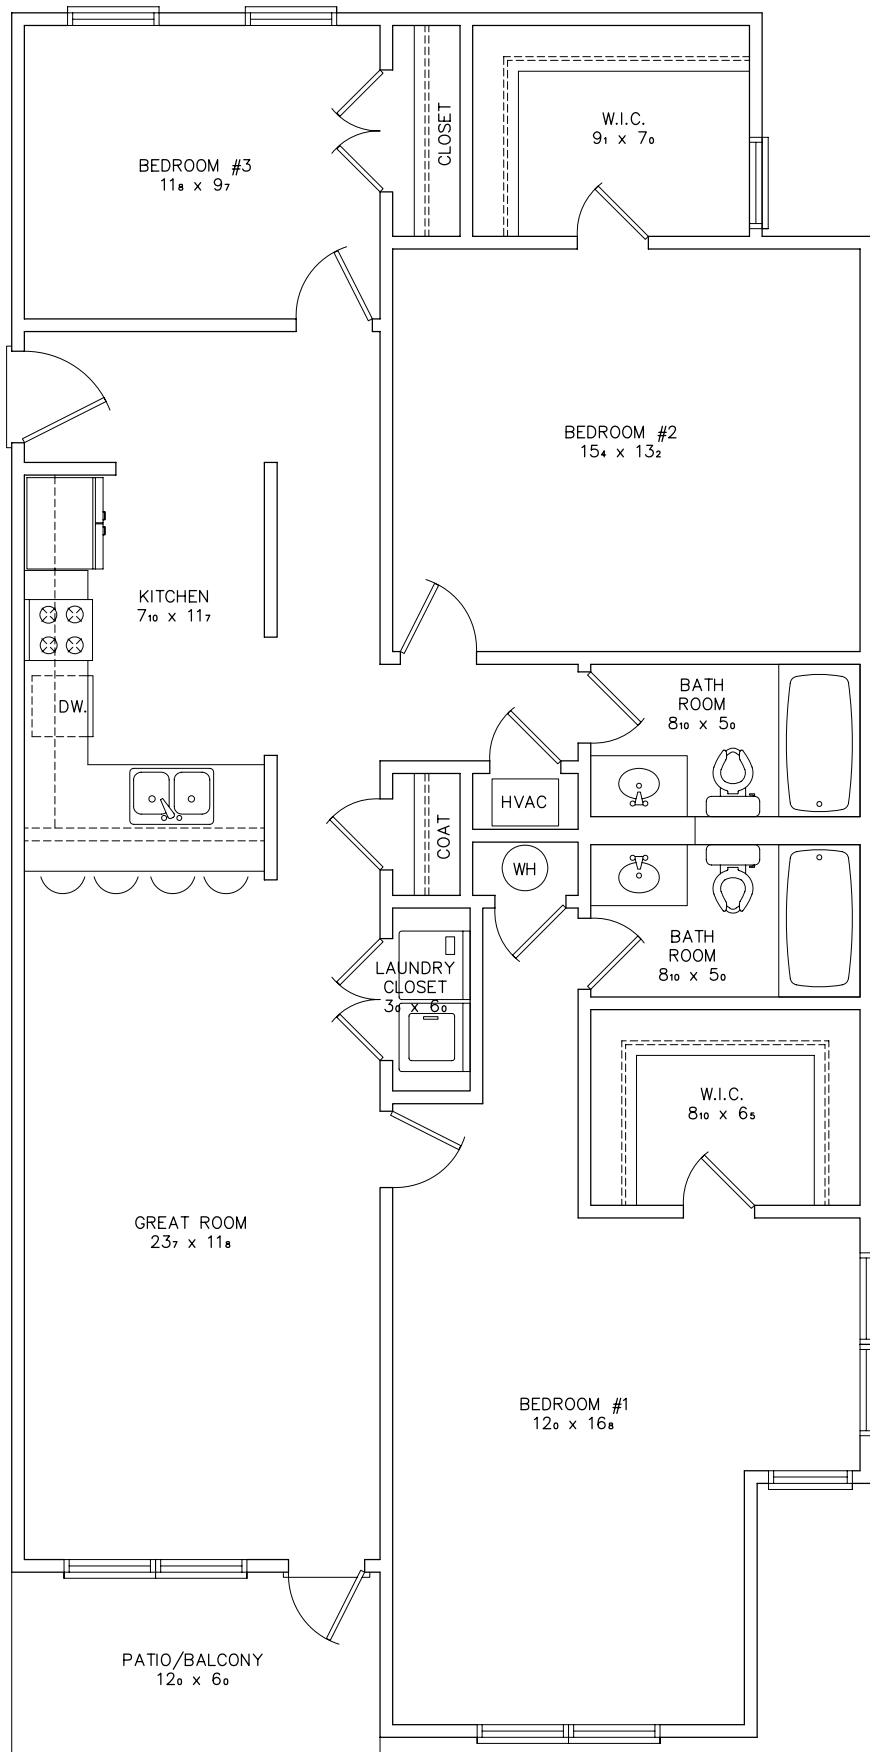 W.I.C.
9₁ x 7₀
CLOSET
BEDROOM #3
11₈ x 9₇
BEDROOM #2
15₄ x 13₂
KITCHEN
7₁₀ x 11₇
DW.
BATH
ROOM
8₁₀ x 5₀
HVAC
COAT
WH
BATH
ROOM
8₁₀ x 5₀
LAUNDRY
CLOSET
3₀ x 6₀
W.I.C.
8₁₀ x 6₅
GREAT ROOM
23₇ x 11₈
BEDROOM #1
12₀ x 16₈
PATIO/BALCONY
12₀ x 6₀